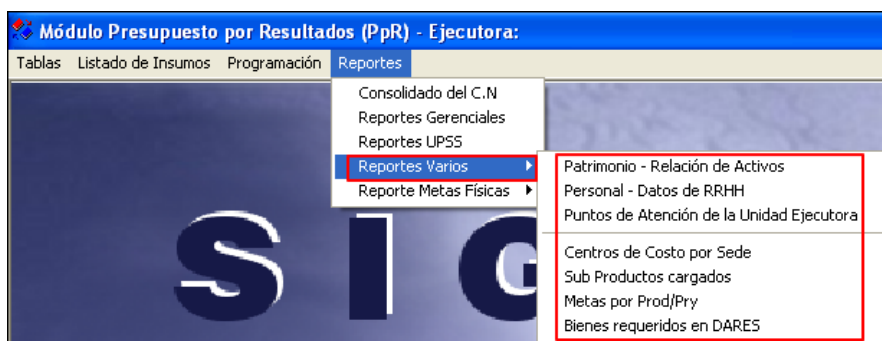 Módulo Presupuesto por Resultados (PpR) - Ejecutora:
Tablas Listado de Insumos Programación Reportes
Consolidado del C.N
Reportes Gerenciales
Reportes UPSS
Reportes Varios
Reporte Metas Físicas
Patrimonio - Relación de Activos
Personal - Datos de RRHH
Puntos de Atención de la Unidad Ejecutora
Centros de Costo por Sede
Sub Productos cargados
Metas por Prod/Pry
Bienes requeridos en DARES
S I G